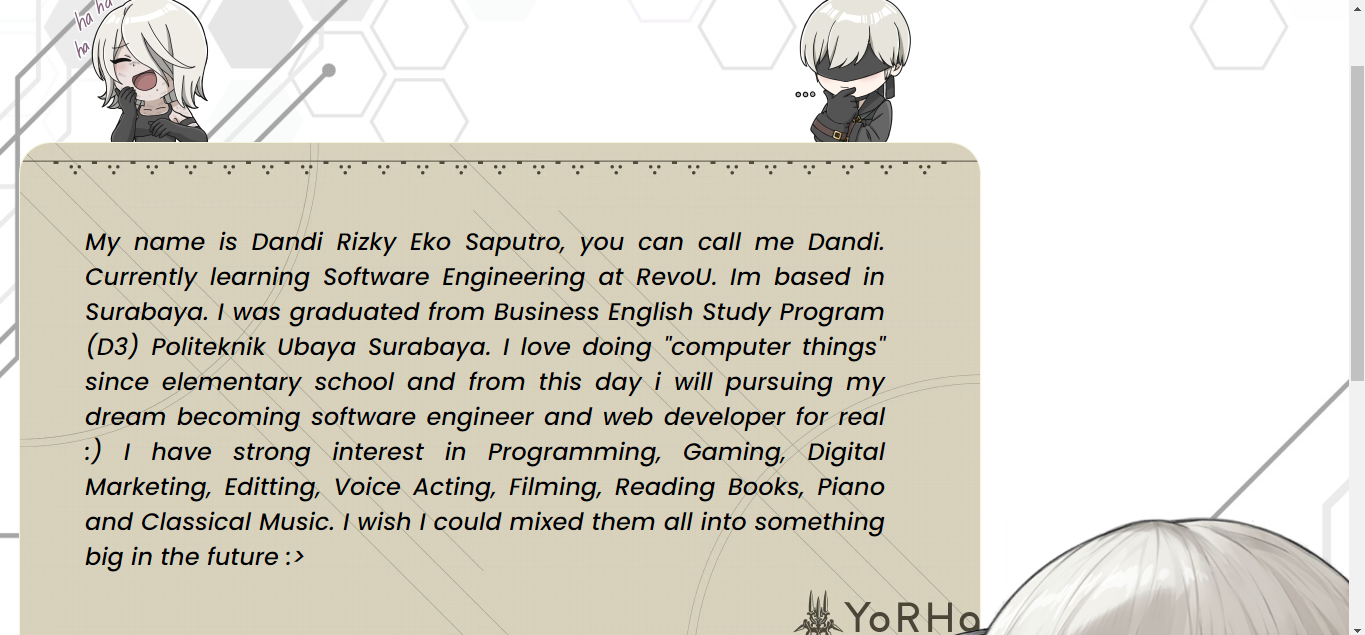 ha ha
ha
...
My name is Dandi Rizky Eko Saputro, you can call me Dandi.
Currently learning Software Engineering at RevoU. Im based in
Surabaya. I was graduated from Business English Study Program
(D3) Politeknik Ubaya Surabaya. I love doing "computer things"
since elementary school and from this day i will pursuing my
dream becoming software engineer and web developer for real
:) I have strong interest in Programming, Gaming, Digital
Marketing, Editting, Voice Acting, Filming, Reading Books, Piano
and Classical Music. I wish I could mixed them all into something
big in the future :>
YoRHa